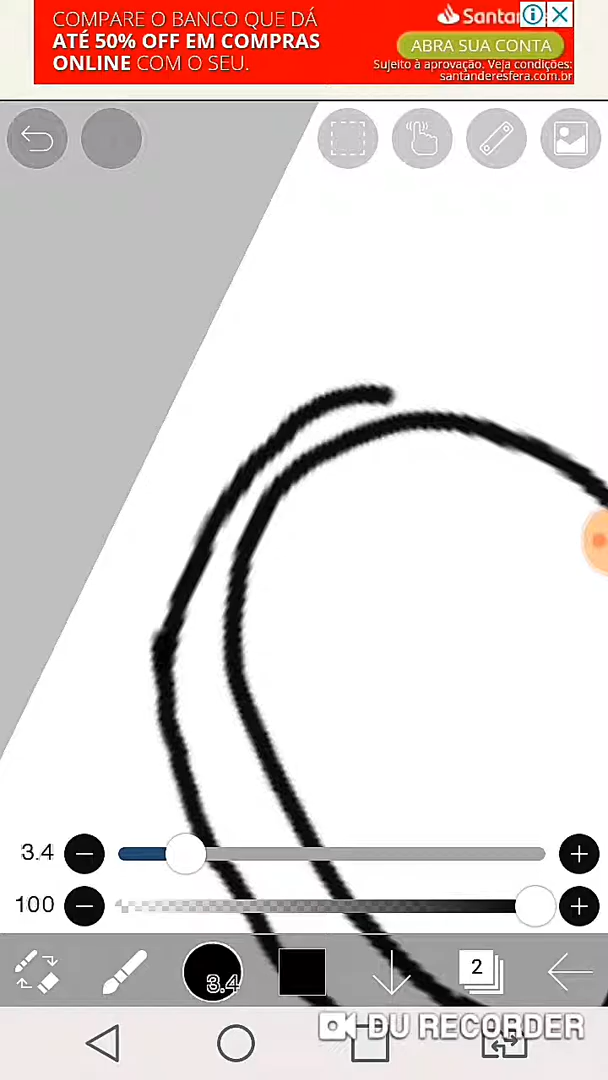 COMPARE O BANCO QUE DÁ
ATÉ 50% OFF EM COMPRAS
ONLINE COM O SEU.
ABRA SUA CONTA
Sujeito à aprovação. Veja condições:
santanderesfera.com.br
3.4
100
3.4
2
DU RECORDER